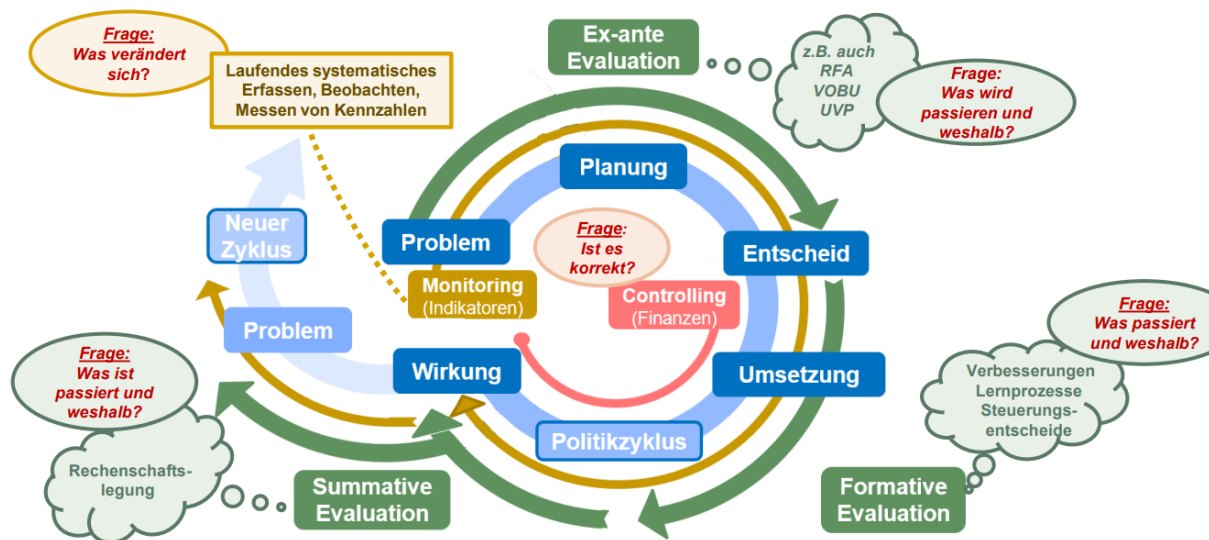 Frage:
Was verändert
sich?
Laufendes systematisches
Erfassen, Beobachten,
Messen von Kennzahlen
Ex-ante
Evaluation
z.B. auch
RFA
VOBU
UVP
Frage:
Was wird
passieren und
weshalb?
Planung
Neuer
Zyklus
Problem
Frage:
Ist es
korrekt?
Entscheid
Monitoring
(Indikatoren)
Controlling
(Finanzen)
Problem
Frage:
Was passiert
und weshalb?
Frage:
Was ist
passiert und
weshalb?
Wirkung
Umsetzung
Verbesserungen
Lernprozesse
Steuerungs-
entscheide
Politikzyklus
Rechenschafts-
legung
Summative
Evaluation
Formative
Evaluation